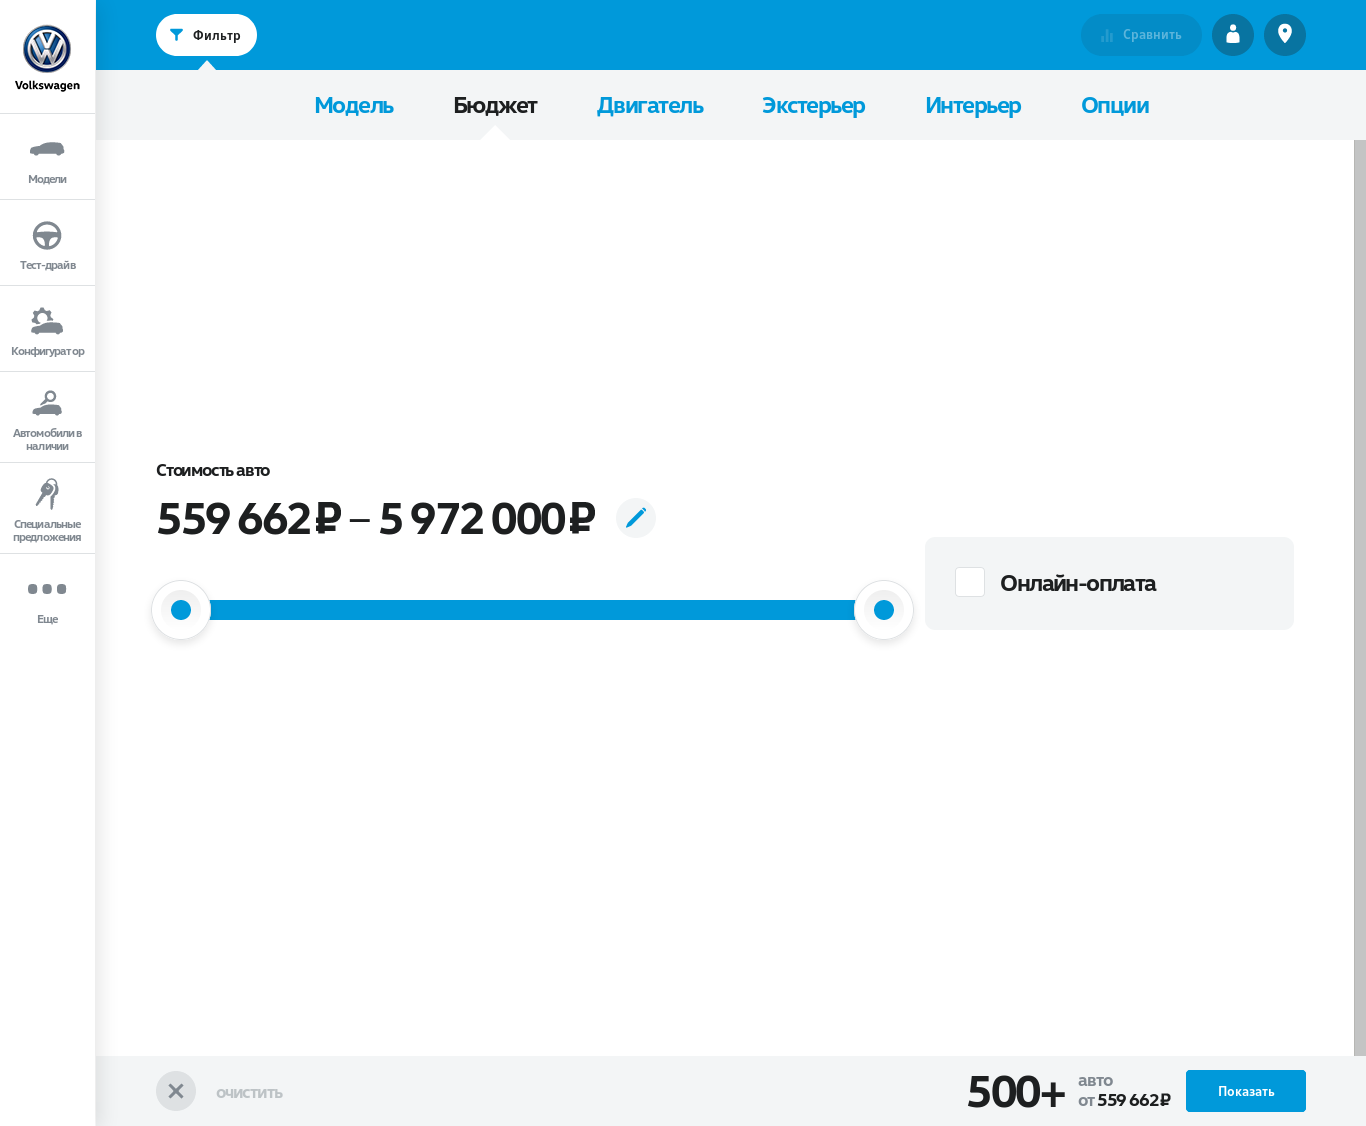 Фильтр
Сравнить
Volkswagen
Модель
Бюджет
Двигатель
Экстерьер
Интерьер
Опции
Модели
Тест-драйв
Конфигуратор
Автомобили в
наличии
Специальные
предложения
Еще
Стоимость авто
559 662 ₽ – 5 972 000 ₽
Онлайн-оплата
ОЧИСТИТЬ
500+
авто
от 559 662 ₽
Показать